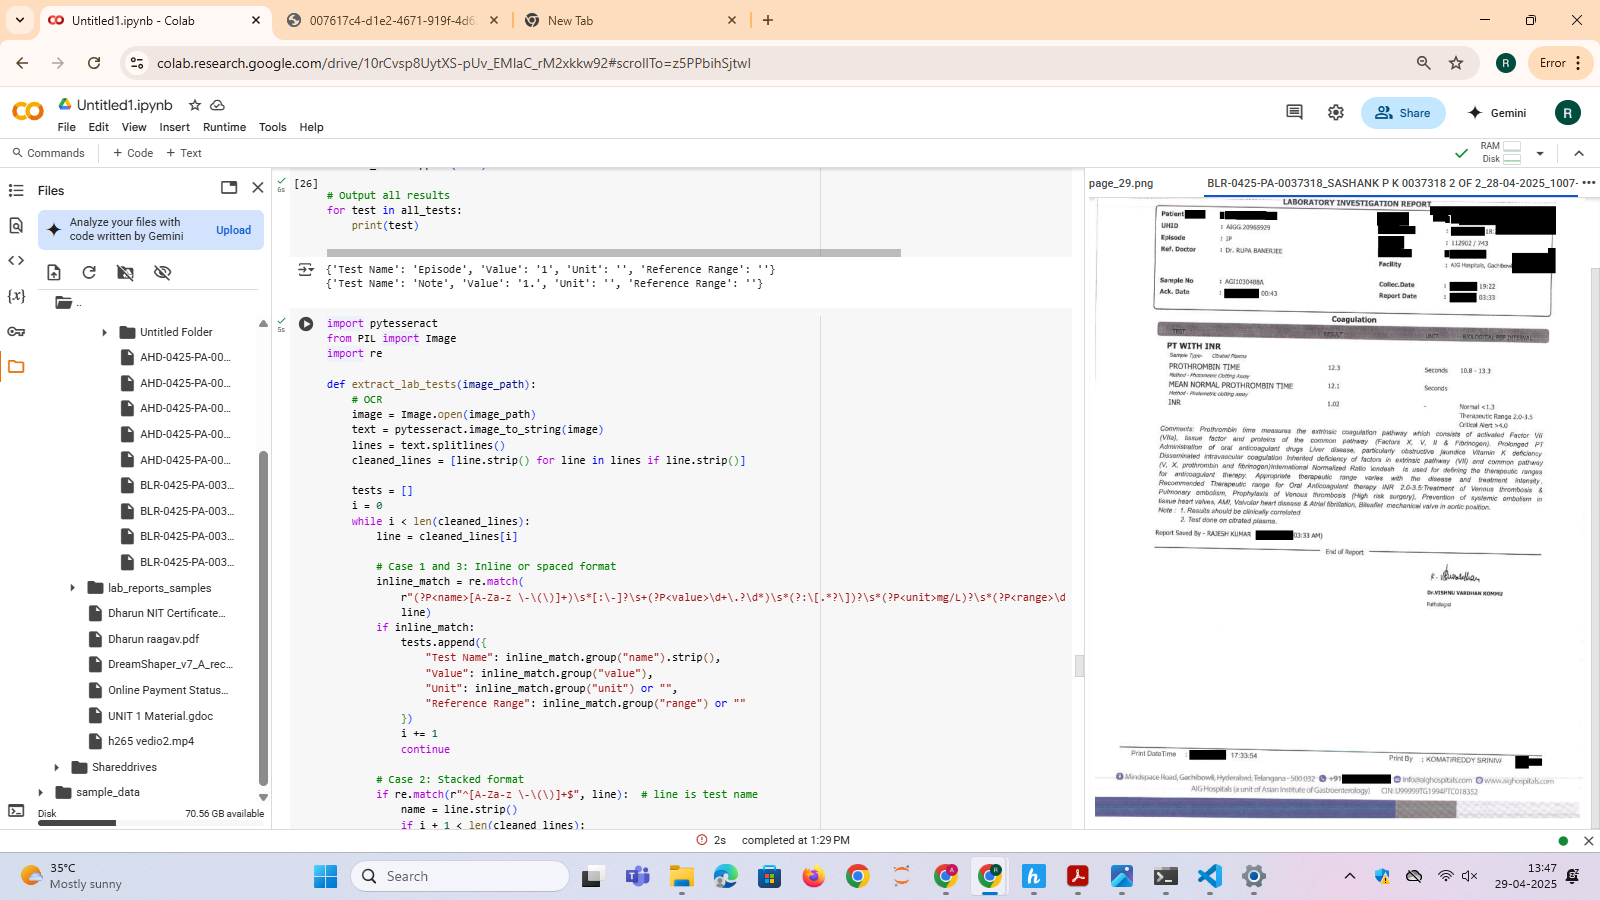 Untitled1.ipynb - Colab
007617c4-d1e2-4671-919f-4d6
New Tab
colab.research.google.com/drive/10rCvsp8UytXS-pUv_EMIaC_rM2xkkw92#scrollTo=z5PPbihSjtwI
R
Error
Untitled1.ipynb
File Edit View Insert Runtime Tools Help
Share
Gemini
R
Commands
+ Code + Text
RAM
Disk
Files
Analyze your files with
code written by Gemini
Upload
..
Untitled Folder
AHD-0425-PA-00...
AHD-0425-PA-00...
AHD-0425-PA-00...
AHD-0425-PA-00...
AHD-0425-PA-00...
BLR-0425-PA-003...
BLR-0425-PA-003...
BLR-0425-PA-003...
BLR-0425-PA-003...
lab_reports_samples
Dharun NIT Certificate...
Dharun raagav.pdf
DreamShaper_v7_A_rec...
Online Payment Status...
UNIT 1 Material.gdoc
h265 vedio2.mp4
Shareddrives
sample_data
Disk
70.56 GB available
6s
[26]
# Output all results
for test in all_tests:
print(test)
{'Test Name': 'Episode', 'Value': '1', 'Unit': '', 'Reference Range': ''}
{'Test Name': 'Note', 'Value': '1.', 'Unit': '', 'Reference Range': ''}
5s
import pytesseract
from PIL import Image
import re
def extract_lab_tests(image_path):
# OCR
image = Image.open(image_path)
text = pytesseract.image_to_string(image)
lines = text.splitlines()
cleaned_lines = [line.strip() for line in lines if line.strip()]
tests = []
i = 0
while i < len(cleaned_lines):
line = cleaned_lines[i]
# Case 1 and 3: Inline or spaced format
inline_match = re.match(
r"(?P<name>[A-Za-z \-\(\)]+)\s*[:\-]?\s+(?P<value>\d+\.?\d*)\s*(?:\[.*?\])?\s*(?P<unit>mg/L)?\s*(?P<range>\d
line)
if inline_match:
tests.append({
"Test Name": inline_match.group("name").strip(),
"Value": inline_match.group("value"),
"Unit": inline_match.group("unit") or "",
"Reference Range": inline_match.group("range") or ""
})
i += 1
continue
# Case 2: Stacked format
if re.match(r"^[A-Za-z \-\(\)]+$", line): # line is test name
name = line.strip()
if i + 1 < len(cleaned_lines):
page_29.png
BLR-0425-PA-0037318_SASHANK P K 0037318 2 OF 2_28-04-2025_1007-
LABORATORY INVESTIGATION REPORT
Patient
UHID : AIGG.20965929
Episode : IP
Ref. Doctor : Dr. RUPA BANERJEE
: 18:
: 112902 / 743
Facility : AIG Hospitals, Gachibow
Sample No : AGI1030488A
Ack. Date : 00:43
Collec.Date : 19:22
Report Date : 03:33
Coagulation
TEST RESULT UNIT BIOLOGICAL REF INTERVAL
PT WITH INR
Sample Type- Citrated Plasma
PROTHROMBIN TIME 12.3 Seconds 10.8 - 13.3
Method - Photometric Clotting Assay
MEAN NORMAL PROTHROMBIN TIME 12.1 Seconds
Method - Photometric clotting Assay
INR 1.02 - Normal <1.3
Therapeutic Range 2.0-3.5
Critical Alert >4.0
Comments: Prothrombin time measures the extrinsic coagulation pathway which consists of activated Factor VII
(VIIa), tissue factor and proteins of the common pathway (Factors X, V, II & Fibrinogen). Prolonged PT
Administration of oral anticoagulant drugs Liver disease, particularly obstructive jaundice Vitamin K deficiency
Disseminated intravascular coagulation Inherited deficiency of factors in extrinsic pathway (VII) and common pathway
(V, X, prothrombin and fibrinogen)International Normalized Ratio is used for defining the therapeutic ranges
for anticoagulant therapy. Appropriate therapeutic range varies with the disease and treatment intensity.
Recommended Therapeutic range for Oral Anticoagulant therapy INR 2.0-3.5:Treatment of Venous thrombosis &
Pulmonary embolism, Prophylaxis of Venous thrombosis (High risk surgery), Prevention of systemic embolism in
tissue heart valves, AMI, Valvular heart disease & Atrial fibrillation, Bileaflet mechanical valve in aortic position.
Note : 1. Results should be clinically correlated
2. Test done on citrated plasma.
Report Saved By - RAJESH KUMAR 03:33 AM)
End of Report
Dr.VISHNU VARDHAN KOMMU
Pathologist
Print DateTime : 17:33:54
Print By : KOMATIREDDY SRINIVA
Mindspace Road, Gachibowli, Hyderabad, Telangana - 500 032 +91 info@aighospitals.com www.aighospitals.com
AIG Hospitals (a unit of Asian Institute of Gastroenterology) CIN: U99999TG1994PTC018352
2s completed at 1:29 PM
35°C
Mostly sunny
Search
13:47
29-04-2025